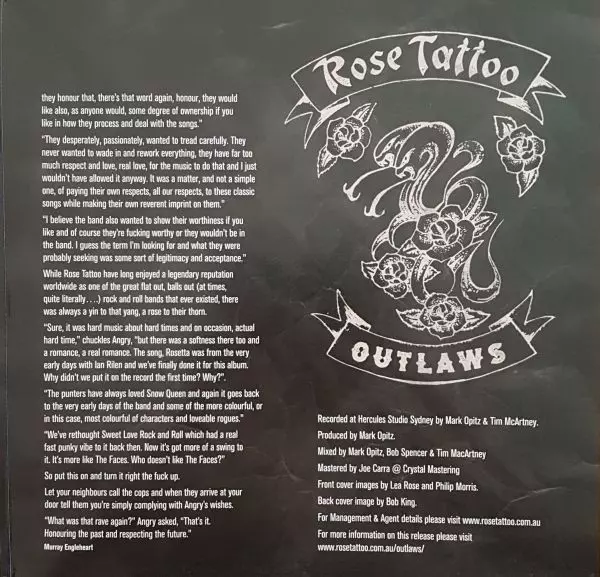 they honour that, there's that word again, honour, they would
like also, as anyone would, some degree of ownership if you
like in how they process and deal with the songs."
"They desperately, passionately, wanted to tread carefully. They
never wanted to wade in and rework everything, they have far too
much respect and love, real love, for the music to do that and I just
wouldn't have allowed it anyway. It was a matter, and not a simple
one, of paying their own respects, all our respects, to these classic
songs while making their own reverent imprint on them."
"I believe the band also wanted to show their worthiness if you
like and of course they're fucking worthy or they wouldn't be in
the band. I guess the term I'm looking for and what they were
probably seeking was some sort of legitimacy and acceptance."
While Rose Tattoo have long enjoyed a legendary reputation
worldwide as one of the great flat out, balls out (at times,
quite literally....) rock and roll bands that ever existed, there
was always a yin to that yang, a rose to their thorn.
"Sure, it was hard music about hard times and on occasion, actual
hard time," chuckles Angry, "but there was a softness there too and
a romance, a real romance. The song, Rosetta was from the very
early days with Ian Rilen and we've finally done it for this album.
Why didn't we put it on the record the first time? Why?".
"The punters have always loved Snow Queen and again it goes back
to the very early days of the band and some of the more colourful, or
in this case, most colourful of characters and loveable rogues."
"We've rethought Sweet Love Rock and Roll which had a real
fast punky vibe to it back then. Now it's got more of a swing to
it. It's more like The Faces. Who doesn't like The Faces?"
So put this on and turn it right the fuck up.
Let your neighbours call the cops and when they arrive at your
door tell them you're simply complying with Angry's wishes.
"What was that rave again?" Angry asked, "That's it.
Honouring the past and respecting the future."
Murray Engleheart
Rose Tattoo
OUTLAWS
Recorded at Hercules Studio Sydney by Mark Opitz & Tim McArtney.
Produced by Mark Opitz.
Mixed by Mark Opitz, Bob Spencer & Tim MacArtney
Mastered by Joe Carra @ Crystal Mastering
Front cover images by Lea Rose and Philip Morris.
Back cover image by Bob King.
For Management & Agent details please visit www.rosetattoo.com.au
For more information on this release please visit
www.rosetattoo.com.au/outlaws/